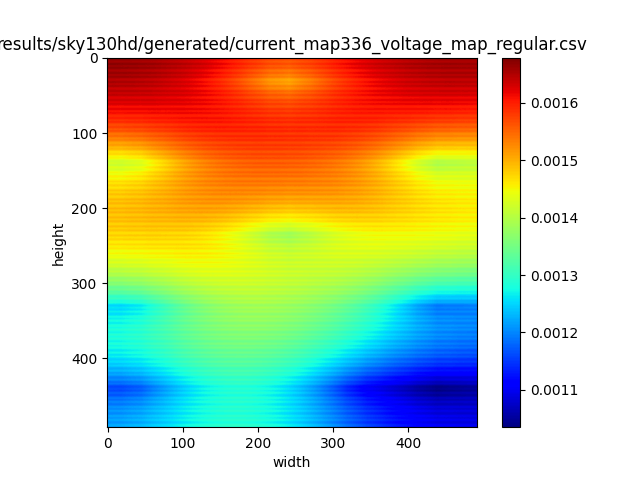 results/sky130hd/generated/current_map336_voltage_map_regular.csv
0
100
200
300
400
height
0 100 200 300 400
width
0.0016
0.0015
0.0014
0.0013
0.0012
0.0011